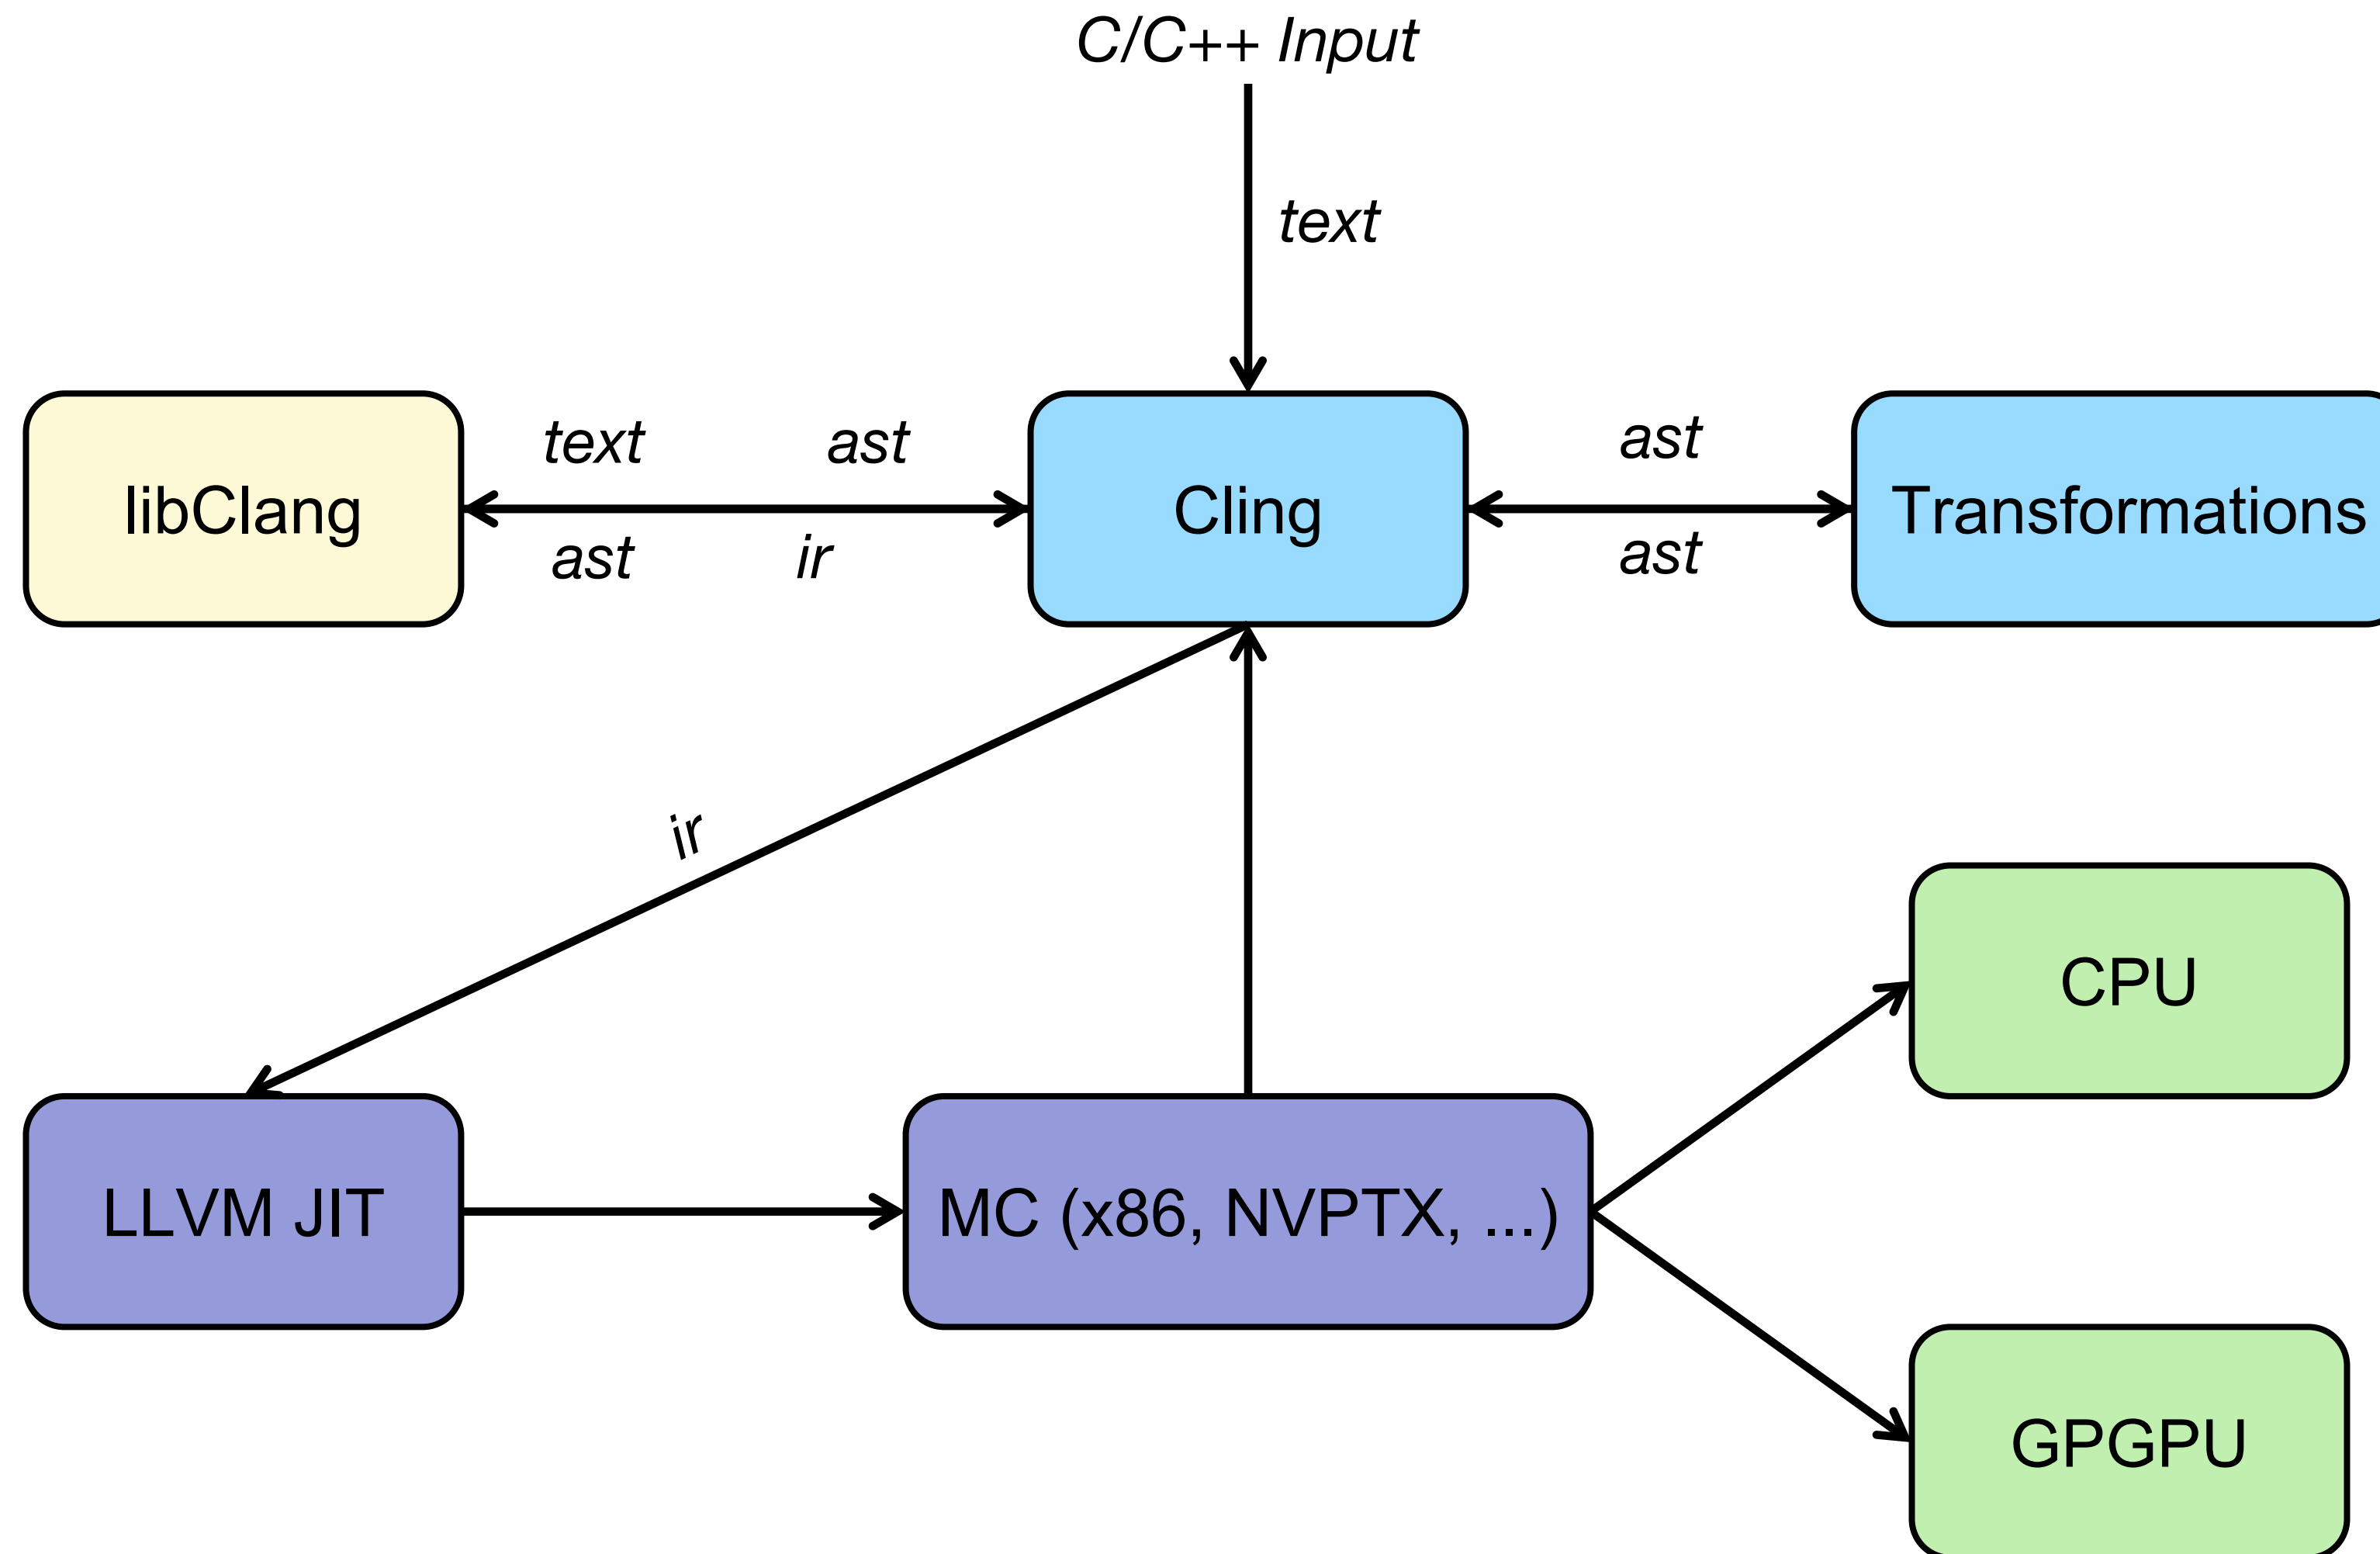 C/C++ Input
text
text ast
ast
libClang
Cling
Transformations
ast ir
ast
ir
CPU
LLVM JIT
MC (x86, NVPTX, ...)
GPGPU